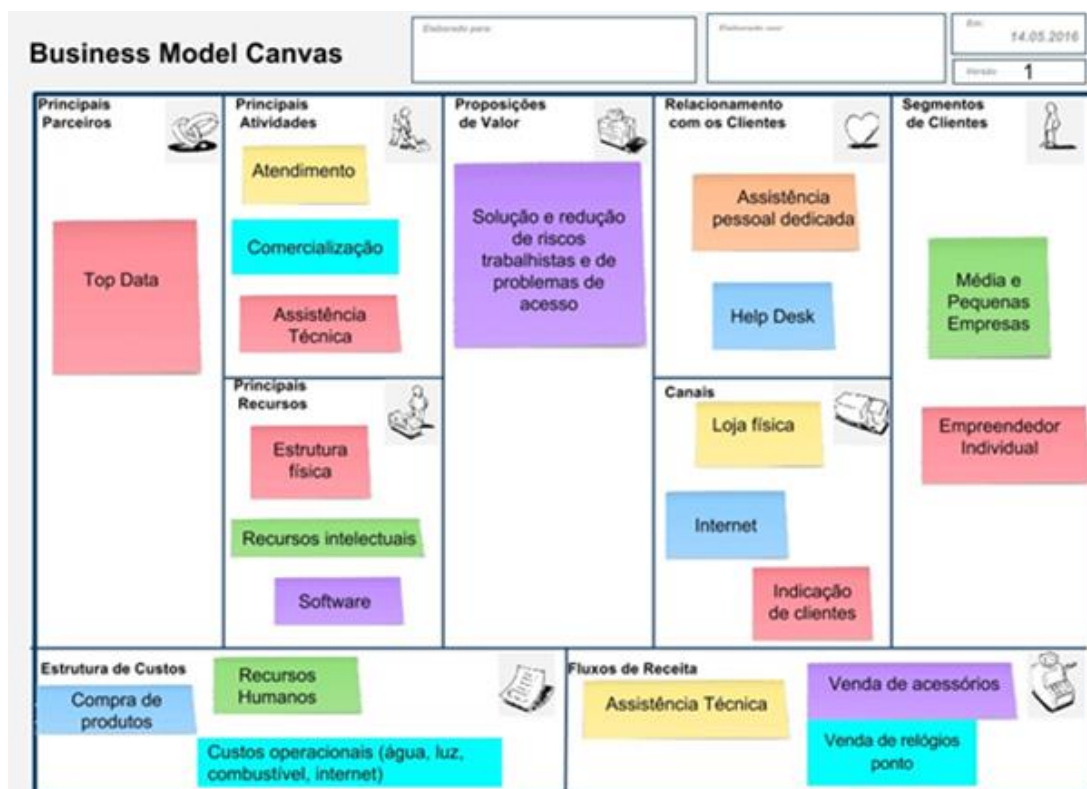 Business Model Canvas
Elaborado para:
Em:
14.05.2016
Versão
1
Principais
Parceiros
Top Data
Principais
Atividades
Atendimento
Comercialização
Assistência
Técnica
Principais
Recursos
Estrutura
física
Recursos intelectuais
Software
Proposições
de Valor
Solução e redução
de riscos
trabalhistas e de
problemas de
acesso
Relacionamento
com os Clientes
Assistência
pessoal dedicada
Help Desk
Canais
Loja física
Internet
Indicação
de clientes
Segmentos
de Clientes
Média e
Pequenas
Empresas
Empreendedor
Individual
Estrutura de Custos
Recursos
Humanos
Compra de
produtos
Custos operacionais (água, luz,
combustível, internet)
Fluxos de Receita
Assistência Técnica
Venda de acessórios
Venda de relógios
ponto